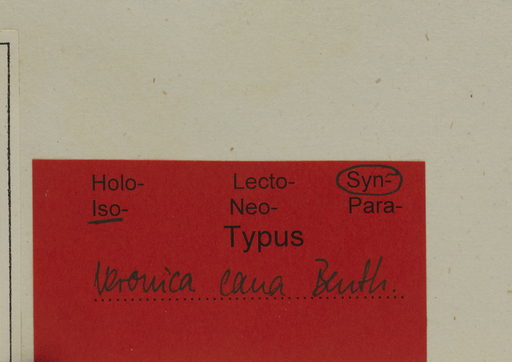 Holo- Lecto- Syn-
Iso- Neo- Para-
Typus
Veronica cana Benth.